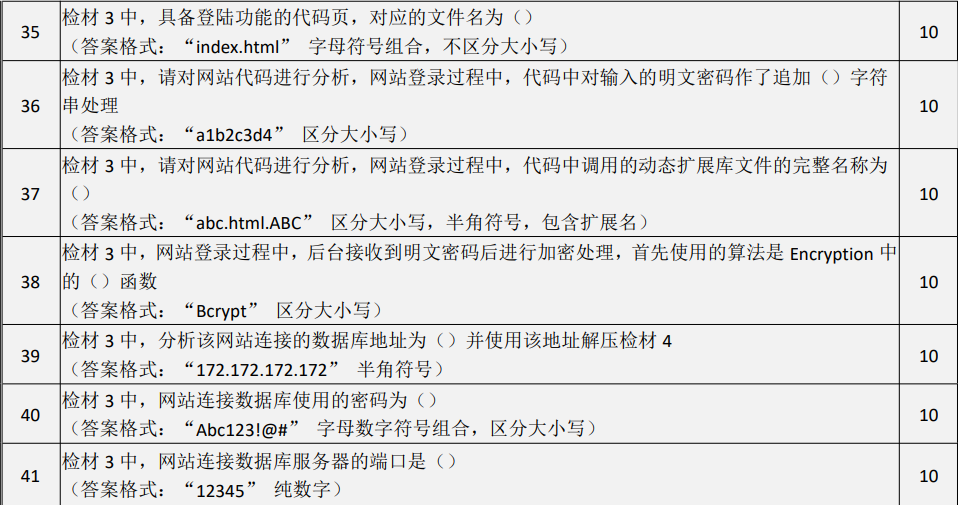 35 检材 3 中，具备登陆功能的代码页，对应的文件名为（） 10
（答案格式：“index.html” 字母符号组合，不区分大小写）
36 检材 3 中，请对网站代码进行分析，网站登录过程中，代码中对输入的明文密码作了追加（）字符 10
串处理
（答案格式：“a1b2c3d4” 区分大小写）
37 检材 3 中，请对网站代码进行分析，网站登录过程中，代码中调用的动态扩展库文件的完整名称为 10
（）
（答案格式：“abc.html.ABC” 区分大小写，半角符号，包含扩展名）
38 检材 3 中，网站登录过程中，后台接收到明文密码后进行加密处理，首先使用的算法是 Encryption 中 10
的（）函数
（答案格式：“Bcrypt” 区分大小写）
39 检材 3 中，分析该网站连接的数据库地址为（）并使用该地址解压检材 4 10
（答案格式：“172.172.172.172” 半角符号）
40 检材 3 中，网站连接数据库使用的密码为（） 10
（答案格式：“Abc123!@#” 字母数字符号组合，区分大小写）
41 检材 3 中，网站连接数据库服务器的端口是（） 10
（答案格式：“12345” 纯数字）